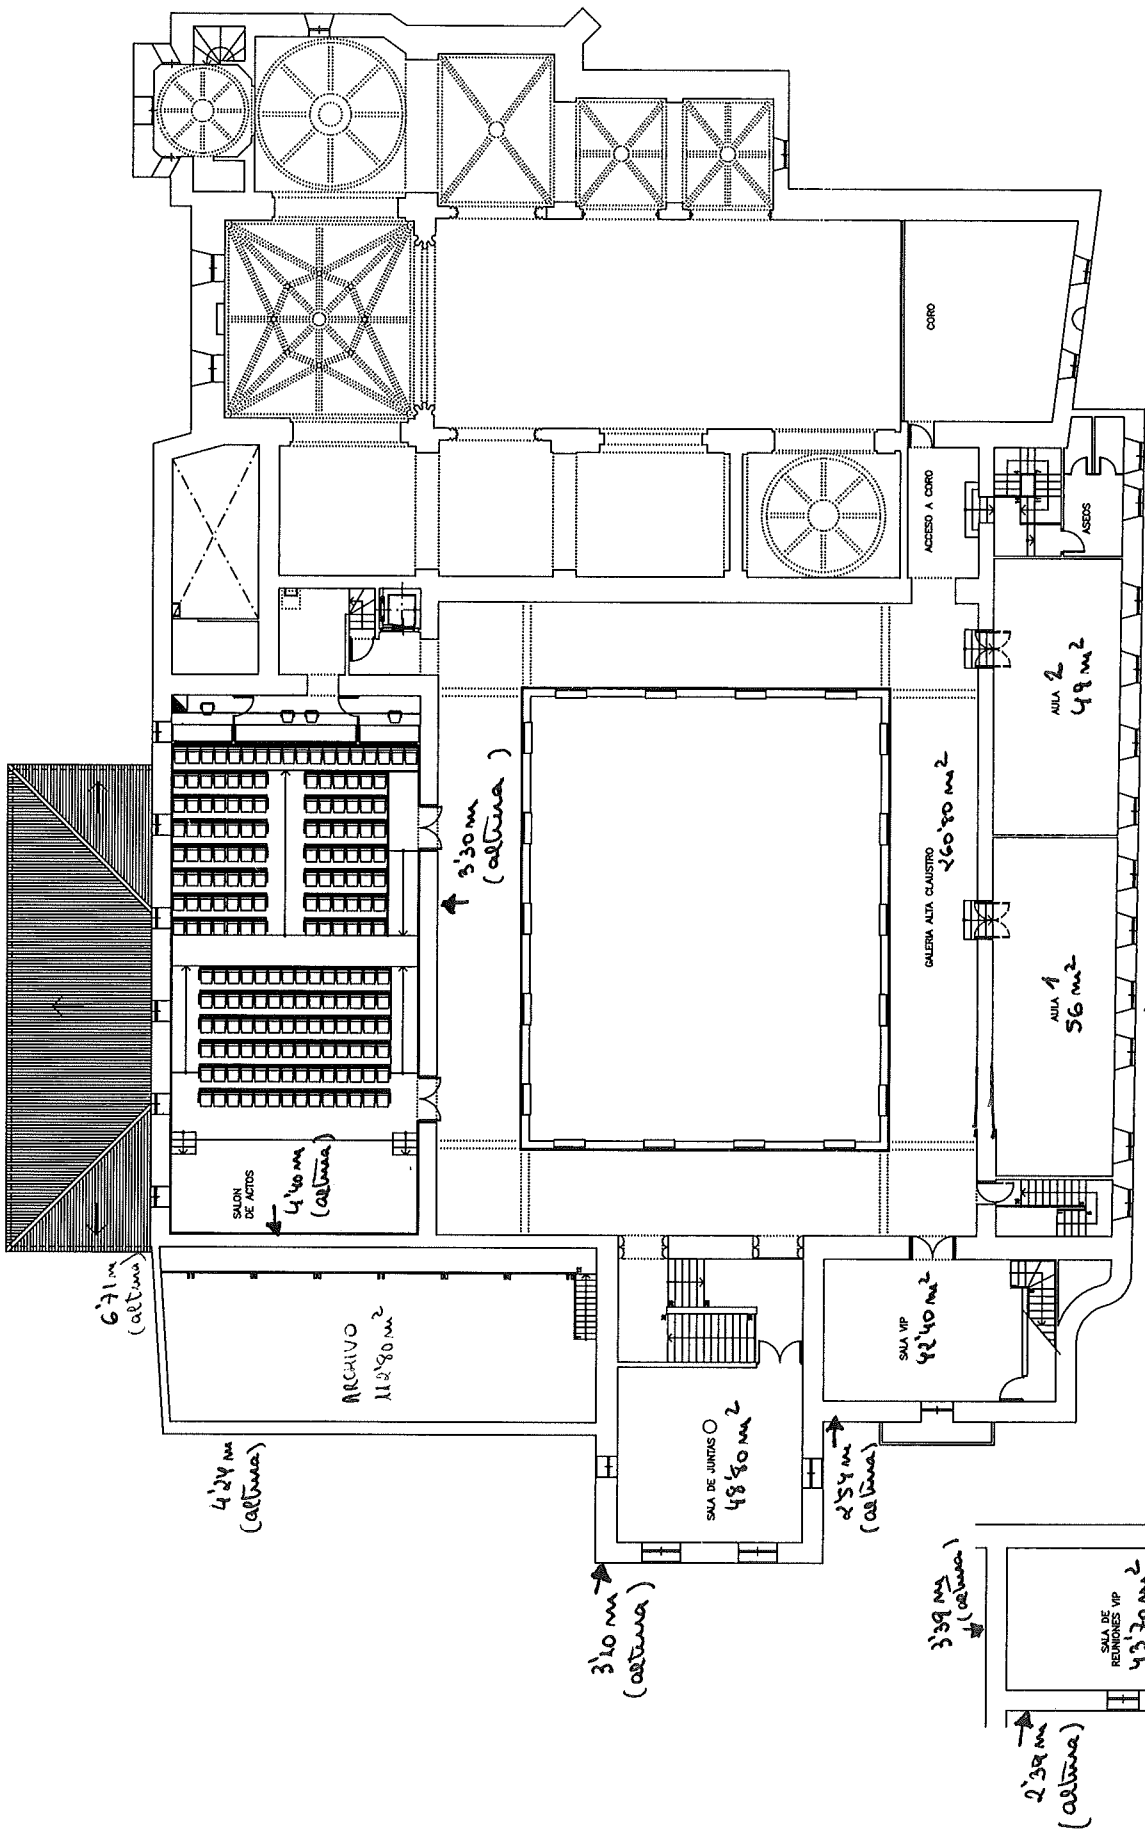 CORO
ACCESO A CORO
ASEOS
AULA 2
49 m²
AULA 1
56 m²
GALERIA ALTA CLAUSTRO
260'80 m²
3'30 m
(altura)
SALON
DE ACTOS
4'40 m
(altura)
6'71 m
(altura)
ARCHIVO
112'80 m²
4'24 m
(altura)
SALA DE JUNTAS
48'80 m²
SALA VIP
42'40 m²
2'54 m
(altura)
3'20 m
(altura)
3'39 m
(altura)
SALA DE
REUNIONES VIP
43'70 m²
2'39 m
(altura)